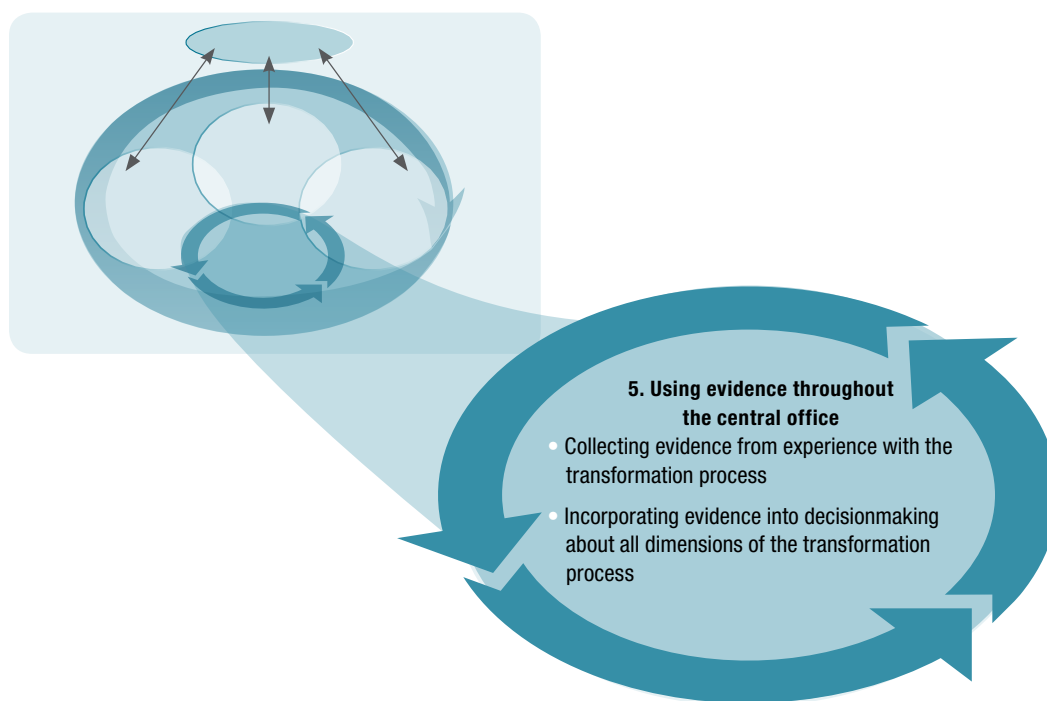 5. Using evidence throughout
the central office
• Collecting evidence from experience with the
transformation process
• Incorporating evidence into decisionmaking
about all dimensions of the transformation
process